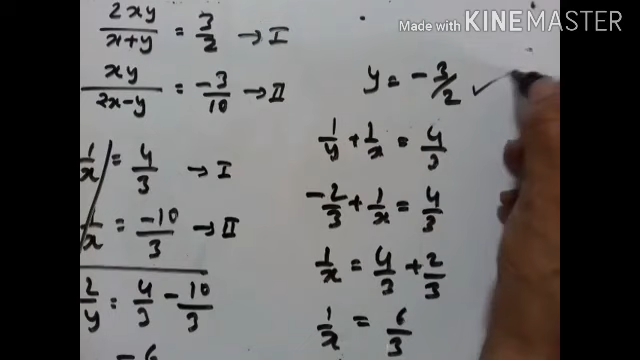 Made with KINEMASTER
2xy/x+y = 3/2 → I
xy/2x-y = -3/10 → II
1/x = 4/3 → I
1/x = -10/3 → II
2/y = 4/3 - 10/3
-6
y = -3/2 ✓
1/y + 1/x = 4/3
-2/3 + 1/x = 4/3
1/x = 4/3 + 2/3
1/x = 6/3